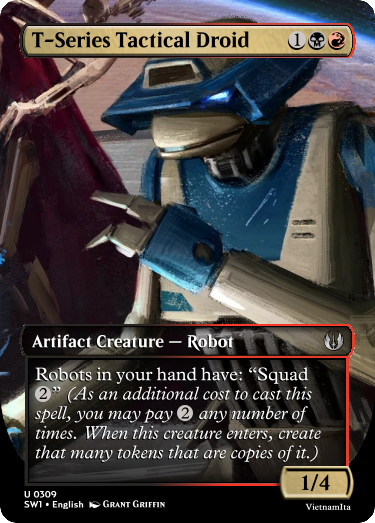 T-Series Tactical Droid 1
Artifact Creature — Robot
Robots in your hand have: “Squad
2” (As an additional cost to cast this
spell, you may pay 2 any number of
times. When this creature enters, create
that many tokens that are copies of it.)
1/4
U 0309
SW1 • English Grant Griffin
VietnamIta